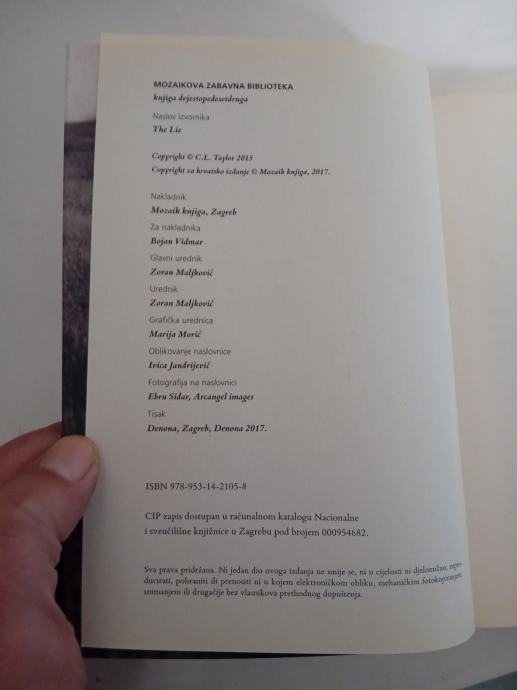 MOZAIKOVA ZABAVNA BIBLIOTEKA
knjiga dvjestopedesetdruga
Naslov izvornika
The Lie
Copyright © C.L. Taylor 2015
Copyright za hrvatsko izdanje © Mozaik knjiga, 2017.
Nakladnik
Mozaik knjiga, Zagreb
Za nakladnika
Bojan Vidmar
Glavni urednik
Zoran Maljković
Urednik
Zoran Maljković
Grafička urednica
Marija Morić
Oblikovanje naslovnice
Ivica Jandrijević
Fotografija na naslovnici
Ebru Sidar, Arcangel images
Tisak
Denona, Zagreb, Denona 2017.
ISBN 978-953-14-2105-8
CIP zapis dostupan u računalnom katalogu Nacionalne
i sveučilišne knjižnice u Zagrebu pod brojem 000954682.
Sva prava pridržana. Ni jedan dio ovoga izdanja ne smije se, ni u cijelosti ni djelomično, repro-
ducirati, pohraniti ili prenositi ni u kojem elektroničkom obliku, mehaničkim fotokopiranjem,
snimanjem ili drugačije bez vlasnikova prethodnog dopuštenja.